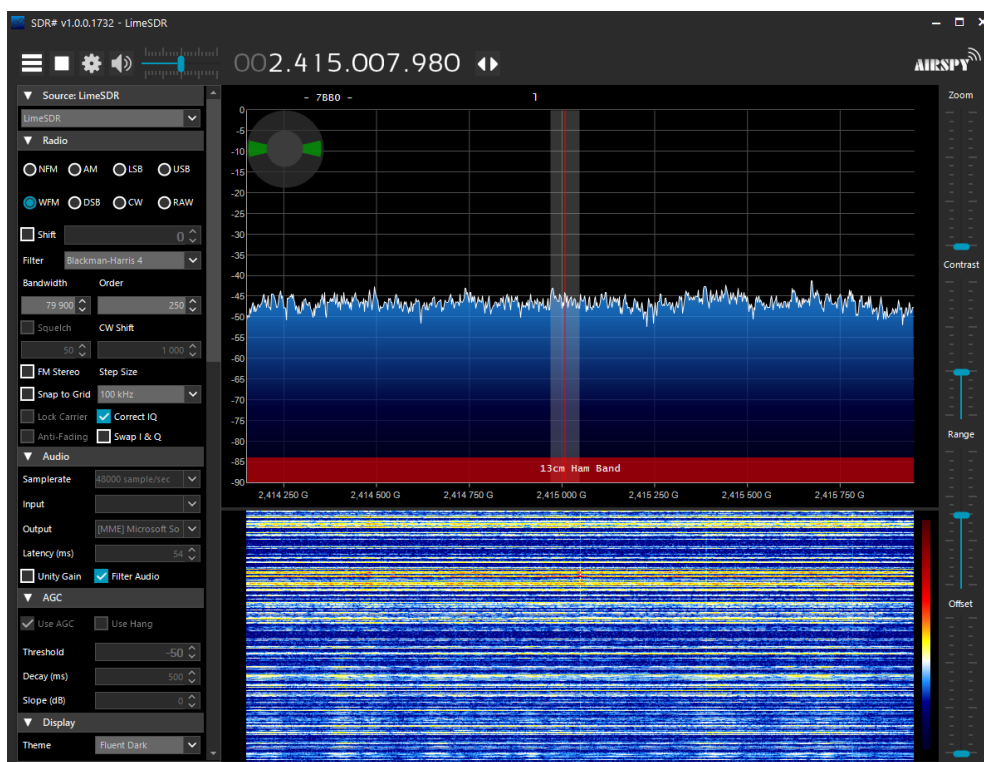 SDR# v1.0.0.1732 - LimeSDR
002.415.007.980
AIRSPY
Source: LimeSDR
LimeSDR
Radio
NFM AM LSB USB
WFM DSB CW RAW
Shift 0
Filter Blackman-Harris 4
Bandwidth Order
79 900 250
Squelch CW Shift
50 1 000
FM Stereo Step Size
Snap to Grid 100 kHz
Lock Carrier Correct IQ
Anti-Fading Swap I & Q
Audio
Samplerate 48000 sample/sec
Input
Output [MME] Microsoft So
Latency (ms) 54
Unity Gain Filter Audio
AGC
Use AGC Use Hang
Threshold -50
Decay (ms) 500
Slope (dB) 0
Display
Theme Fluent Dark
- 7BB0 - 1
0
-5
-10
-15
-20
-25
-30
-35
-40
-45
-50
-55
-60
-65
-70
-75
-80
-85
-90
13cm Ham Band
2,414 250 G 2,414 500 G 2,414 750 G 2,415 000 G 2,415 250 G 2,415 500 G 2,415 750 G
Zoom
Contrast
Range
Offset